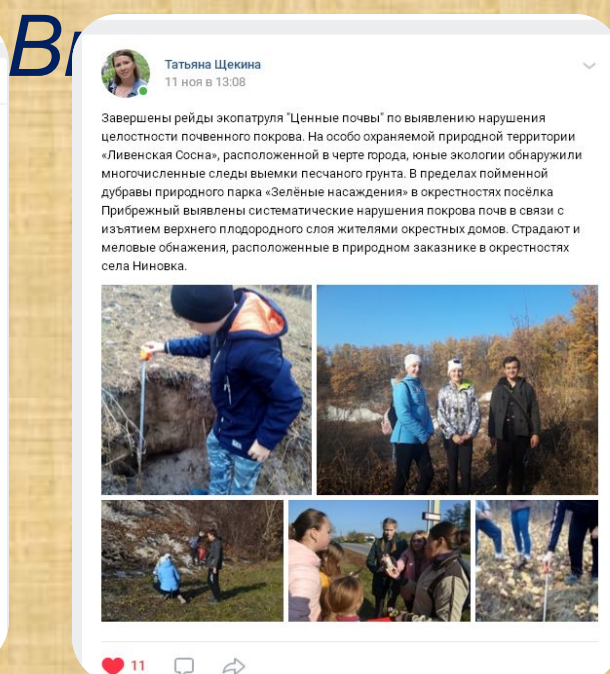 Татьяна Щекина
11 ноя в 13:08
Завершены рейды экопатруля "Ценные почвы" по выявлению нарушения
целостности почвенного покрова. На особо охраняемой природной территории
«Ливенская Сосна», расположенной в черте города, юные экологии обнаружили
многочисленные следы выемки песчаного грунта. В пределах пойменной
дубравы природного парка «Зелёные насаждения» в окрестностях посёлка
Прибрежный выявлены систематические нарушения покрова почв в связи с
изъятием верхнего плодородного слоя жителями окрестных домов. Страдают и
меловые обнажения, расположенные в природном заказнике в окрестностях
села Ниновка.
11